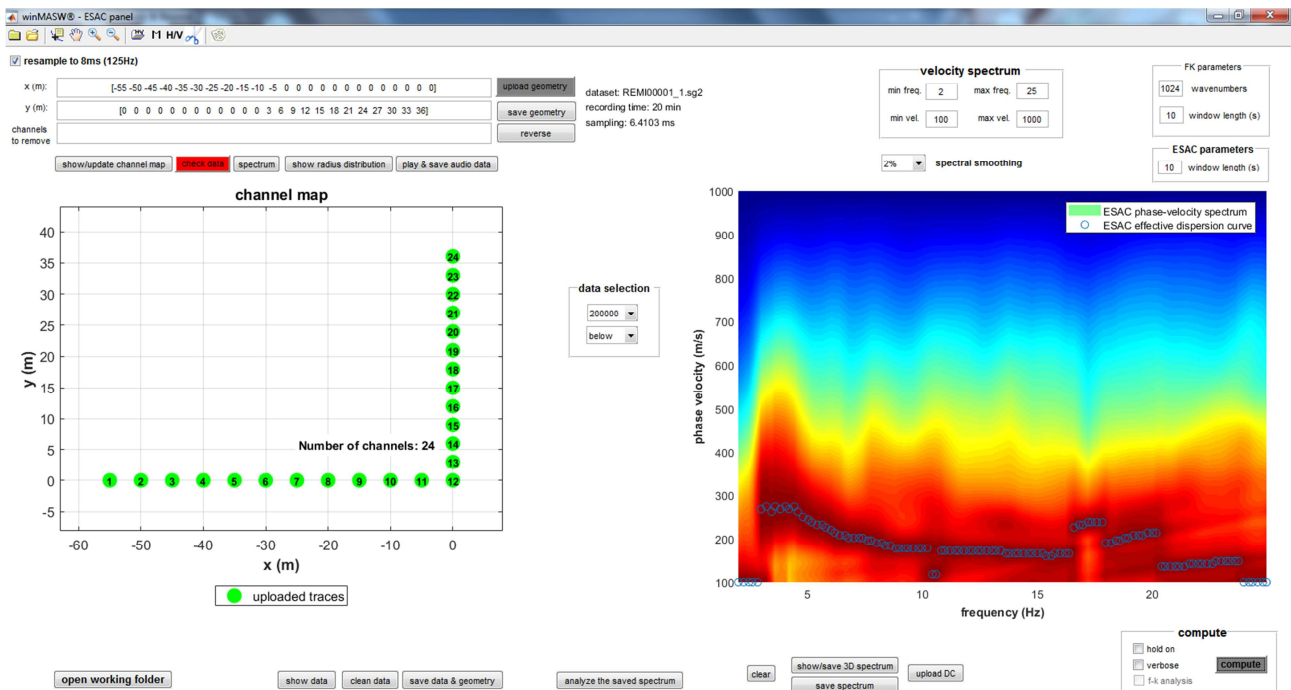 winMASW® - ESAC panel
H/V
resample to 8ms (125Hz)
x (m):
[-55 -50 -45 -40 -35 -30 -25 -20 -15 -10 -5 0 0 0 0 0 0 0 0 0 0 0 0 0]
upload geometry
y (m):
[0 0 0 0 0 0 0 0 0 0 0 0 3 6 9 12 15 18 21 24 27 30 33 36]
save geometry
channels
to remove
reverse
dataset: REMI00001_1.sg2
recording time: 20 min
sampling: 6.4103 ms
show/update channel map
check data
spectrum
show radius distribution
play & save audio data
velocity spectrum
min freq. 2 max freq. 25
min vel. 100 max vel. 1000
2% spectral smoothing
FK parameters
1024 wavenumbers
10 window length (s)
ESAC parameters
10 window length (s)
channel map
40
35
30
25
20
15
10
5
0
-5
y (m)
24
23
22
21
20
19
18
17
16
15
14
13
Number of channels: 24
1 2 3 4 5 6 7 8 9 10 11 12
-60 -50 -40 -30 -20 -10 0
x (m)
uploaded traces
data selection
200000
below
1000
900
800
700
600
500
400
300
200
100
phase velocity (m/s)
ESAC phase-velocity spectrum
ESAC effective dispersion curve
5 10 15 20
frequency (Hz)
open working folder
show data
clean data
save data & geometry
analyze the saved spectrum
clear
show/save 3D spectrum
save spectrum
upload DC
compute
hold on
verbose
compute
f-k analysis